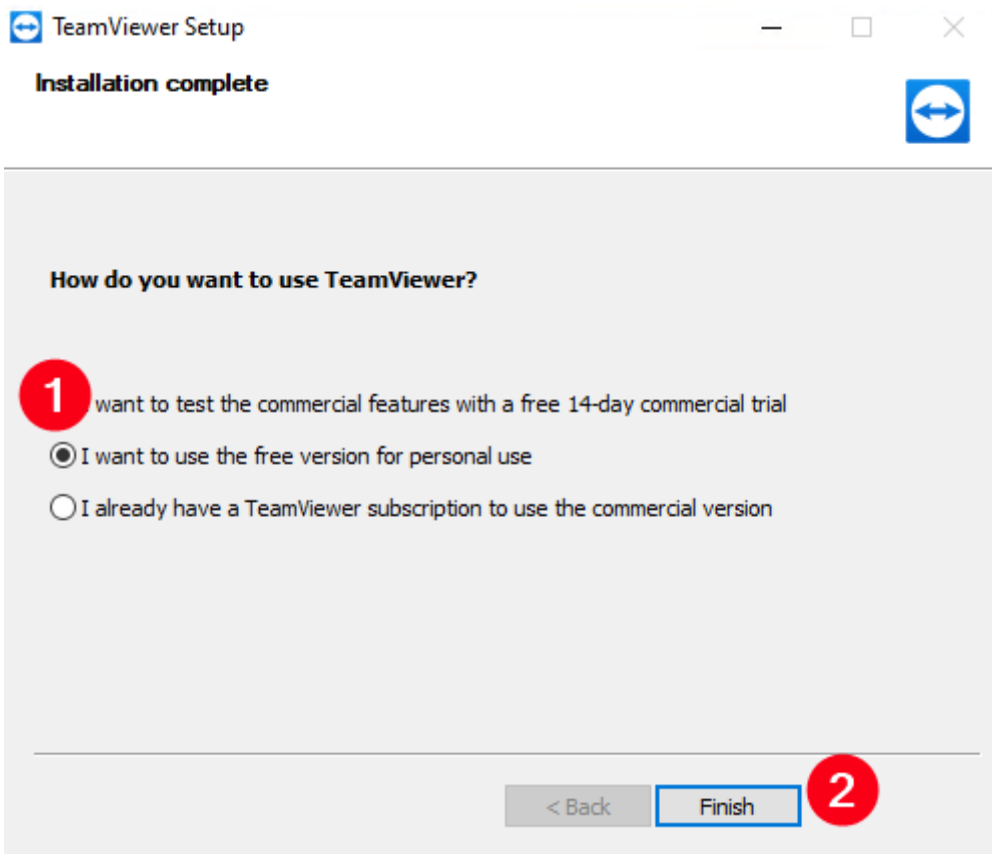 TeamViewer Setup
Installation complete
How do you want to use TeamViewer?
1
want to test the commercial features with a free 14-day commercial trial
I want to use the free version for personal use
I already have a TeamViewer subscription to use the commercial version
2
< Back
Finish